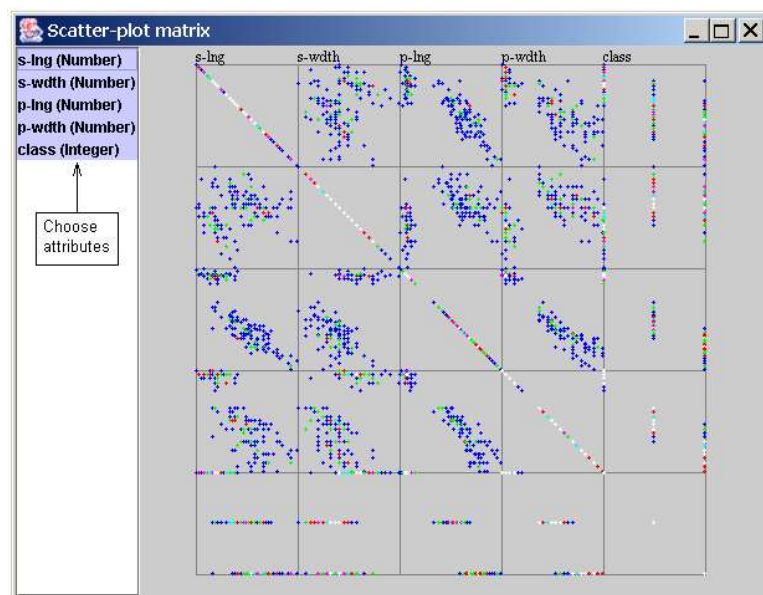 Scatter-plot matrix
s-lng (Number)
s-wdth (Number)
p-lng (Number)
p-wdth (Number)
class (Integer)
Choose
attributes
s-lng s-wdth p-lng p-wdth class